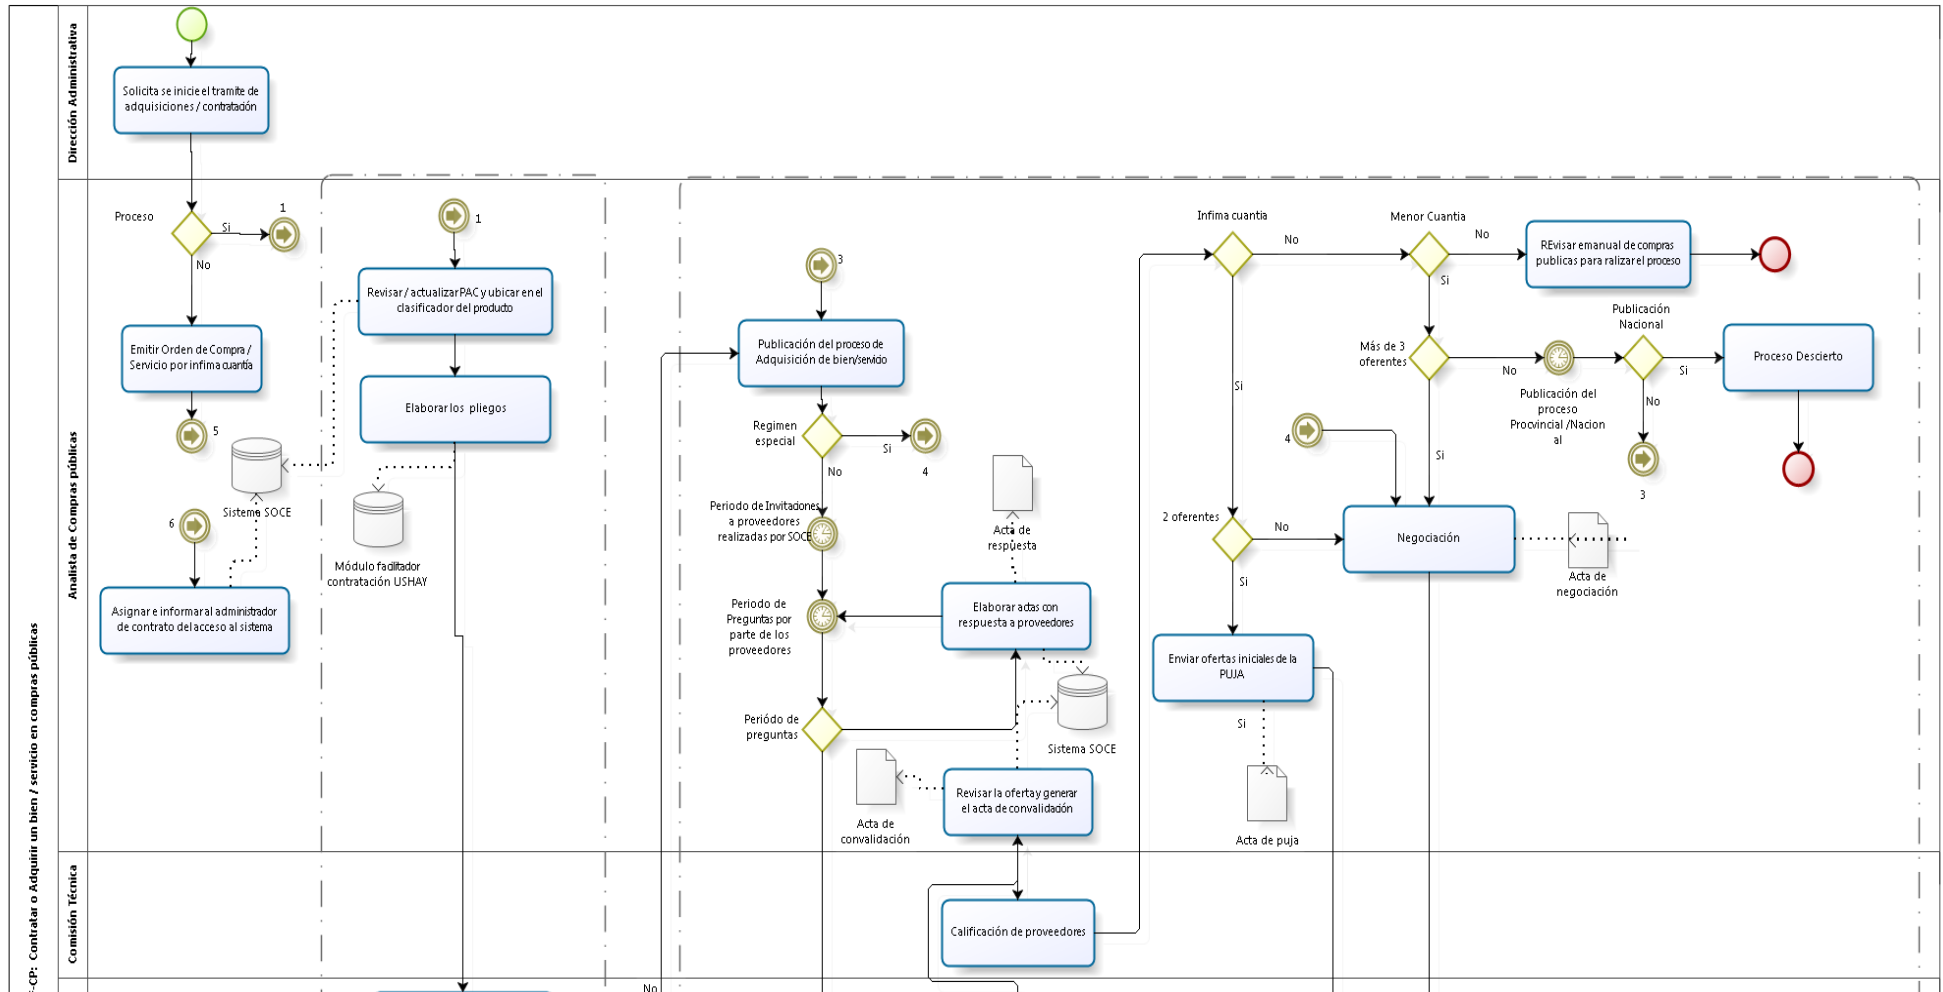 F-CP:  Contratar o Adquirir un bien / servicio en compras públicas
Dirección Administrativa
Solicita se inicie el tramite de
adquisiciones / contratación
Analista de Compras públicas
Proceso
Si
1
No
Emitir Orden de Compra /
Servicio por infima cuantía
5
Sistema SOCE
6
Asignar e informar al administrador
de contrato del acceso al sistema
1
Revisar / actualizar PAC y ubicar en el
clasificador del producto
Elaborar los  pliegos
Módulo facilitador
contratación USHAY
3
Publicación del proceso de
Adquisición de bien/servicio
Regimen
especial
Si
4
No
Periodo de Invitaciones
a proveedores
realizadas por SOCE
Periodo de
Preguntas por
parte de los
proveedores
Periódo de
preguntas
Acta de
respuesta
Elaborar actas con
respuesta a proveedores
Sistema SOCE
Revisar la oferta y generar
el acta de convalidación
Acta de
convalidación
Infima cuantia
No
Si
Menor Cuantia
No
Si
REvisar emanual de compras
publicas para ralizar el proceso
Más de 3
oferentes
No
Si
Publicación del
proceso
Procvincial /Nacion
al
Publicación
Nacional
Si
No
3
Proceso Descierto
4
2 oferentes
No
Si
Negociación
Acta de
negociación
Enviar ofertas iniciales de la
PUJA
Si
Acta de puja
Comisión Técnica
Calificación de proveedores
No